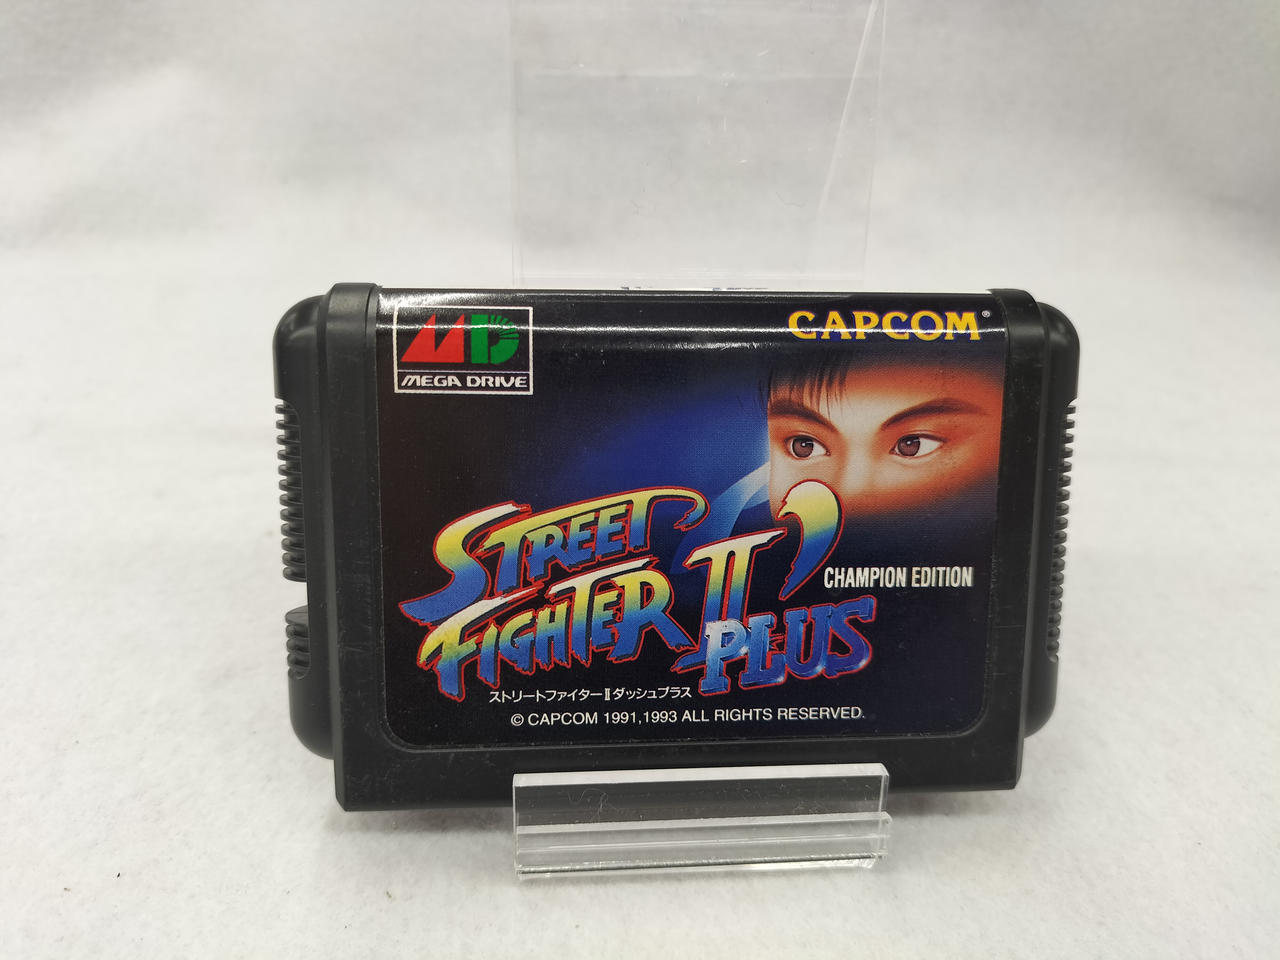 MD
MEGA DRIVE
CAPCOM®
STREET
FIGHTER II'
PLUS
CHAMPION EDITION
ストリートファイターⅡダッシュプラス
© CAPCOM 1991,1993 ALL RIGHTS RESERVED.